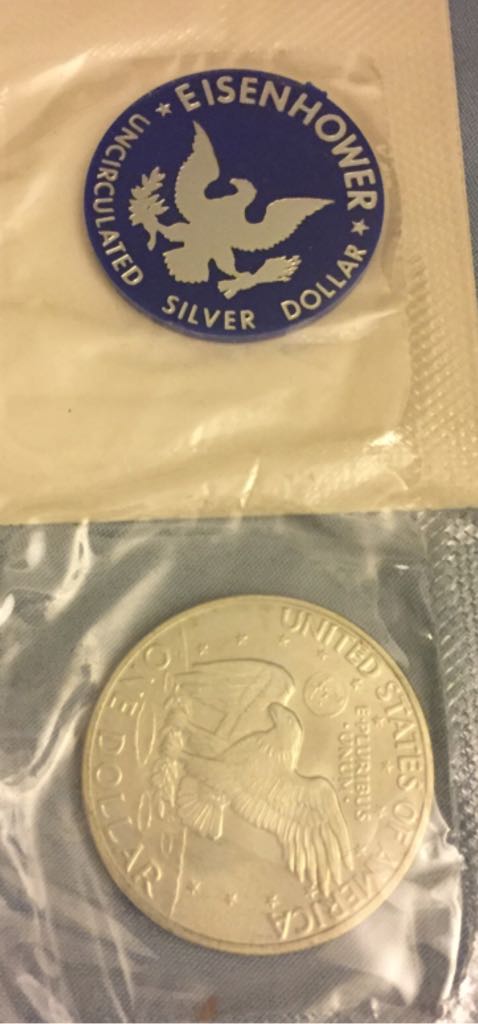 ★ EISENHOWER ★
UNCIRCULATED SILVER DOLLAR
UNITED STATES OF AMERICA
E·PLURIBUS
·UNUM·
ONE DOLLAR